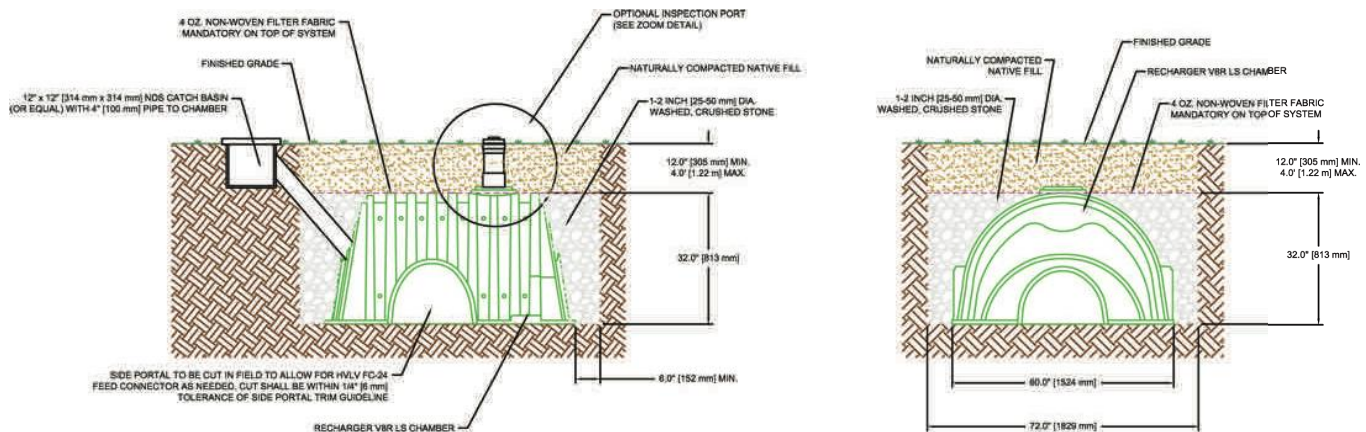 4 OZ. NON-WOVEN FILTER FABRIC
MANDATORY ON TOP OF SYSTEM
FINISHED GRADE
12" x 12" [314 mm x 314 mm] NDS CATCH BASIN
(OR EQUAL) WITH 4" [100 mm] PIPE TO CHAMBER
OPTIONAL INSPECTION PORT
(SEE ZOOM DETAIL)
NATURALLY COMPACTED NATIVE FILL
1-2 INCH [25-50 mm] DIA.
WASHED, CRUSHED STONE
12.0" [305 mm] MIN.
4.0' [1.22 m] MAX.
32.0" [813 mm]
6.0" [152 mm] MIN.
SIDE PORTAL TO BE CUT IN FIELD TO ALLOW FOR HVLV FC-24
FEED CONNECTOR AS NEEDED, CUT SHALL BE WITHIN 1/4" [6 mm]
TOLERANCE OF SIDE PORTAL TRIM GUIDELINE
RECHARGER V8R LS CHAMBER
FINISHED GRADE
NATURALLY COMPACTED
NATIVE FILL
RECHARGER V8R LS CHAMBER
1-2 INCH [25-50 mm] DIA.
WASHED, CRUSHED STONE
4 OZ. NON-WOVEN FILTER FABRIC
MANDATORY ON TOP OF SYSTEM
12.0" [305 mm] MIN.
4.0' [1.22 m] MAX.
32.0" [813 mm]
60.0" [1524 mm]
72.0" [1829 mm]